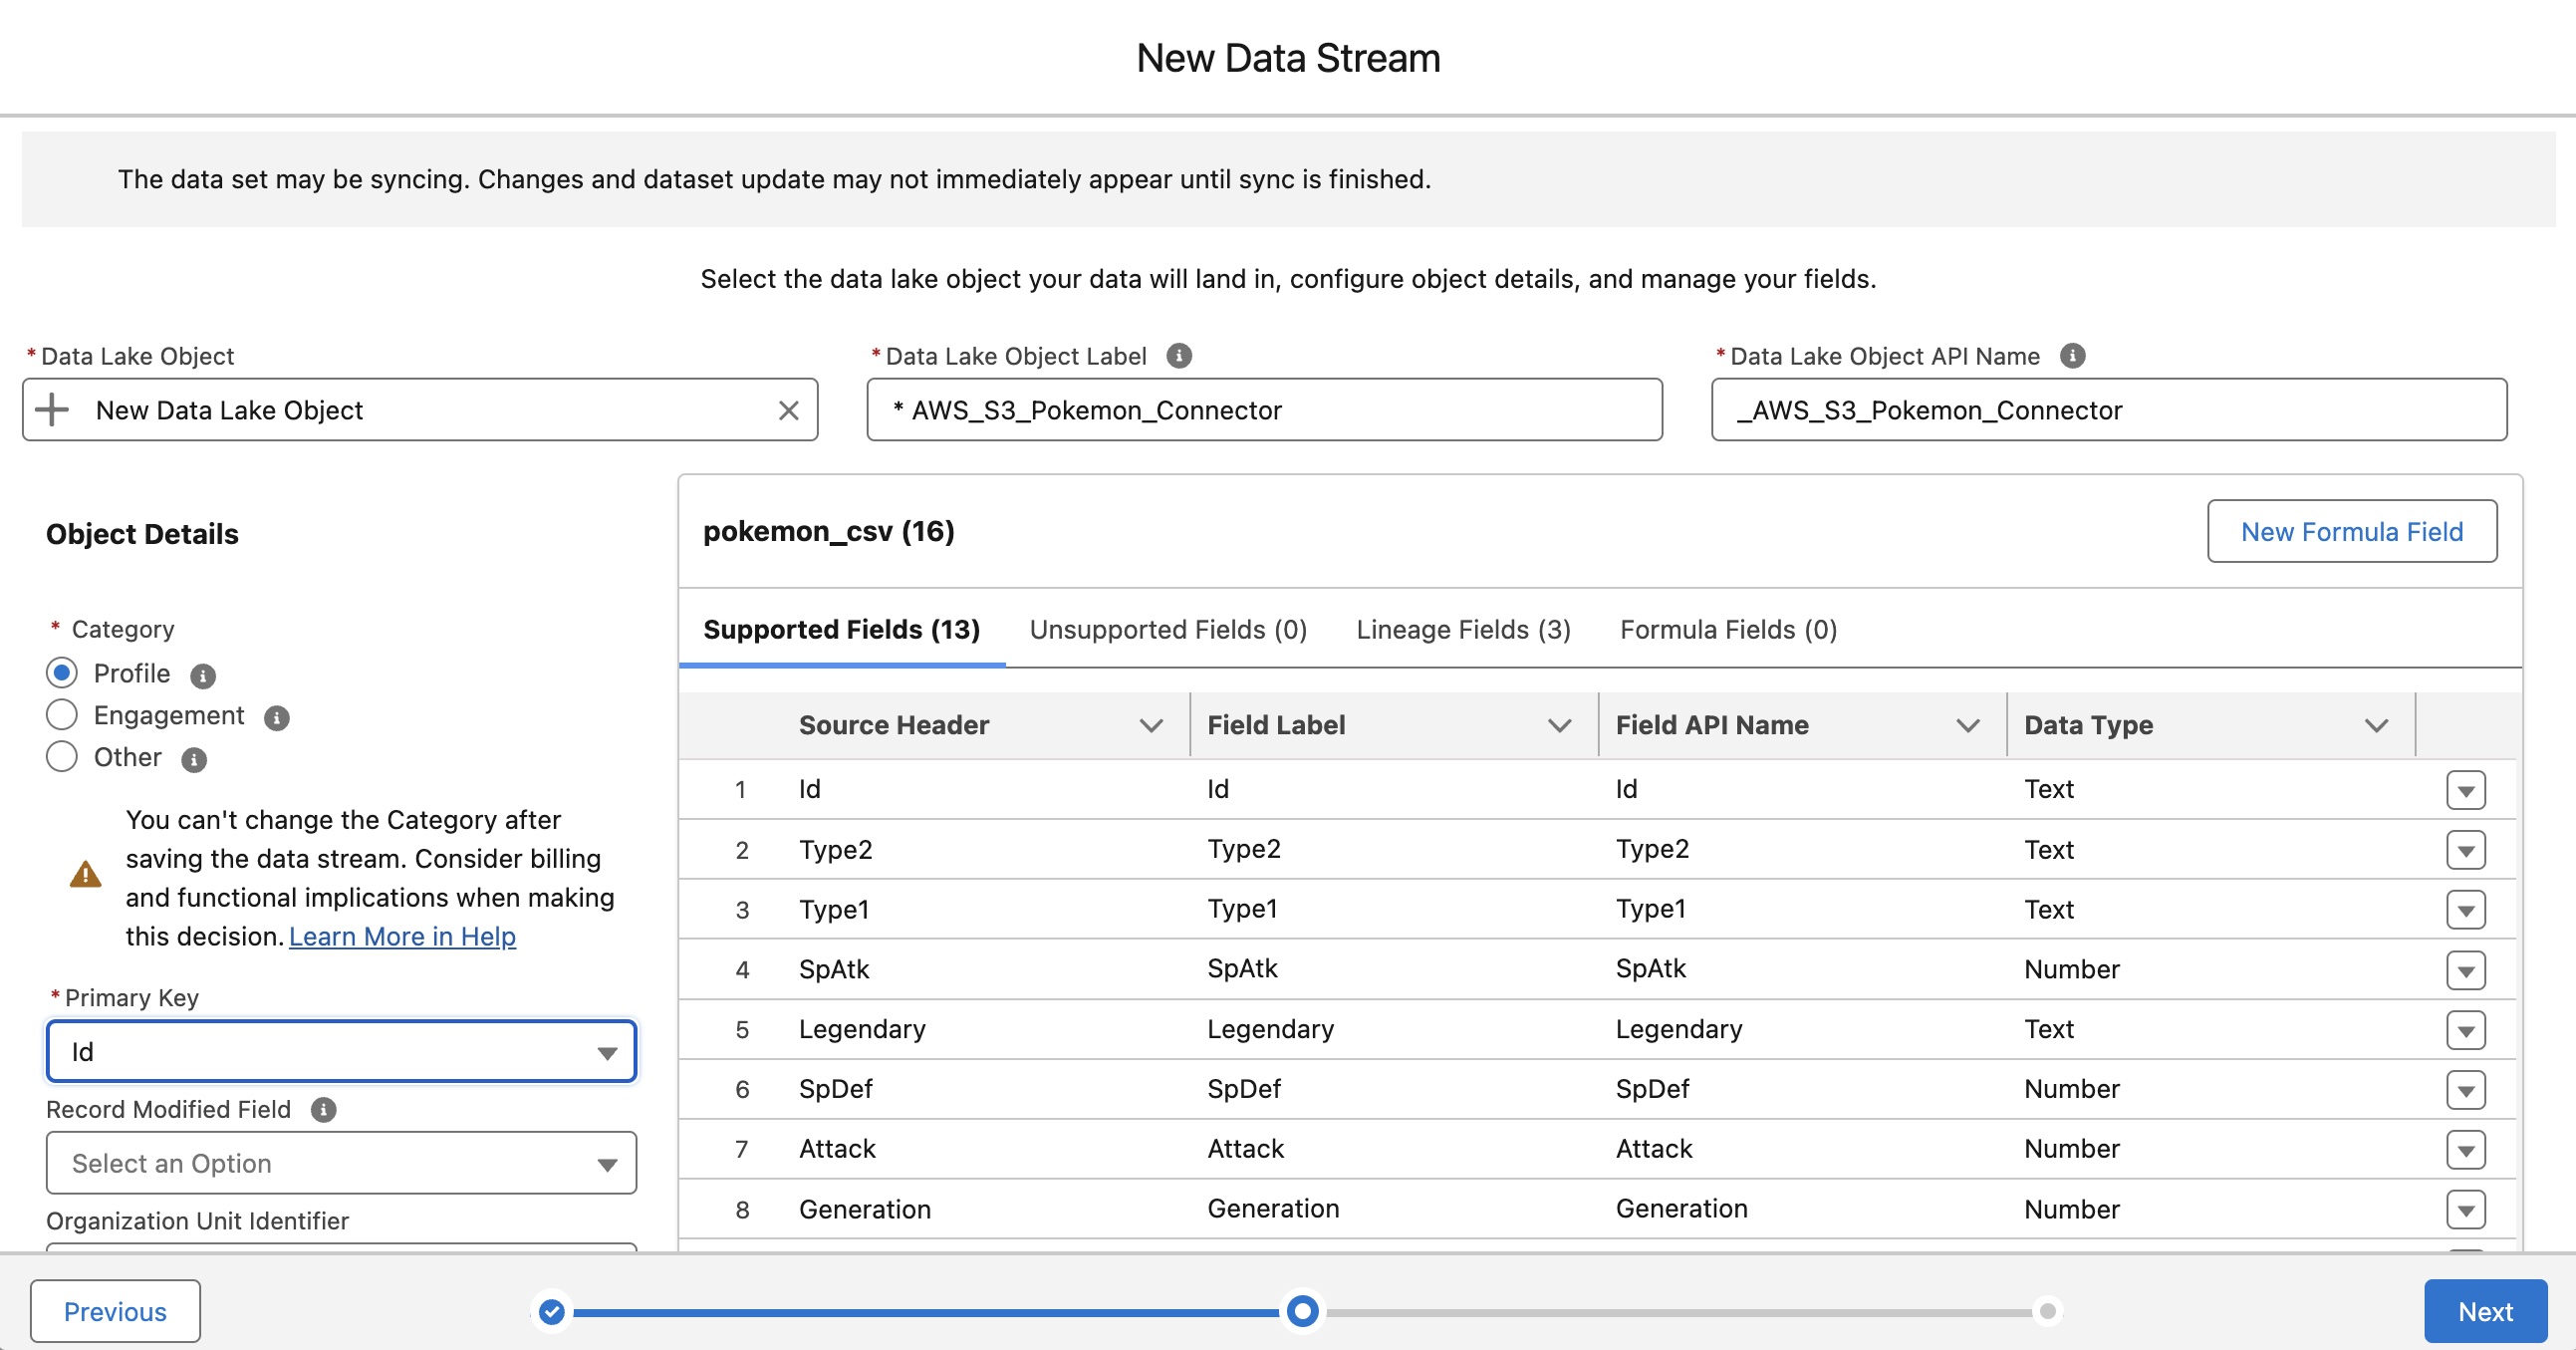 New Data Stream
The data set may be syncing. Changes and dataset update may not immediately appear until sync is finished.
Select the data lake object your data will land in, configure object details, and manage your fields.
* Data Lake Object
New Data Lake Object
* Data Lake Object Label
* AWS_S3_Pokemon_Connector
* Data Lake Object API Name
_AWS_S3_Pokemon_Connector
Object Details
* Category
Profile
Engagement
Other
You can't change the Category after
saving the data stream. Consider billing
and functional implications when making
this decision. Learn More in Help
* Primary Key
Id
Record Modified Field
Select an Option
Organization Unit Identifier
pokemon_csv (16)
New Formula Field
Supported Fields (13) Unsupported Fields (0) Lineage Fields (3) Formula Fields (0)
Source Header Field Label Field API Name Data Type
1 Id Id Id Text
2 Type2 Type2 Type2 Text
3 Type1 Type1 Type1 Text
4 SpAtk SpAtk SpAtk Number
5 Legendary Legendary Legendary Text
6 SpDef SpDef SpDef Number
7 Attack Attack Attack Number
8 Generation Generation Generation Number
Previous
Next